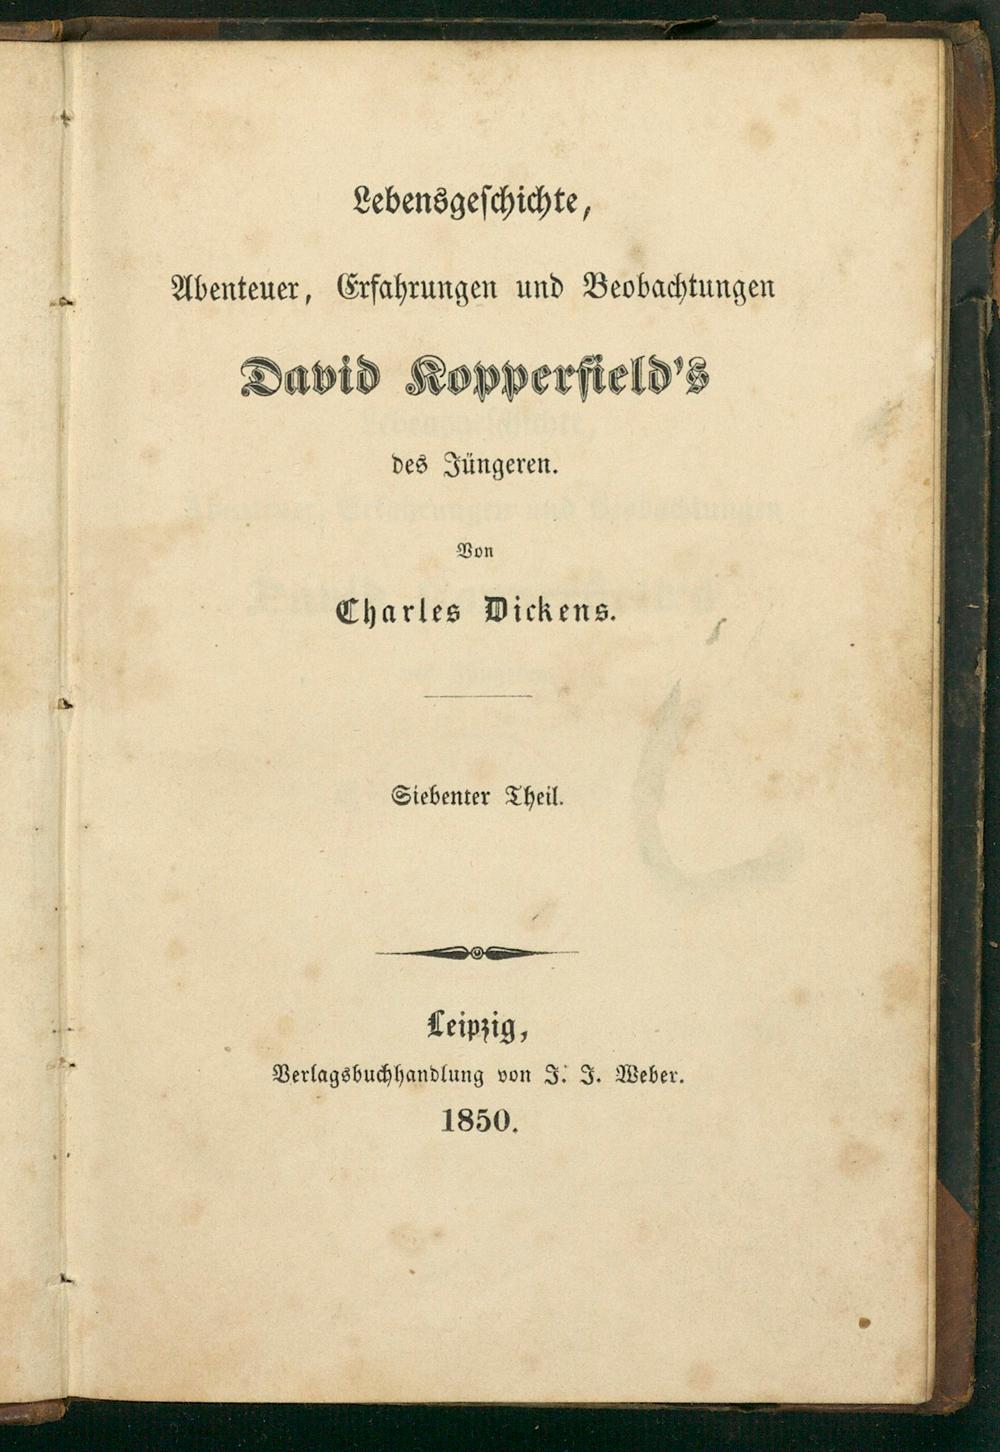 Lebensgeschichte,
Abenteuer, Erfahrungen und Beobachtungen
David Kopperfield's
des Jüngeren.
Von
Charles Dickens.
Siebenter Theil.
Leipzig,
Verlagsbuchhandlung von J. J. Weber.
1850.